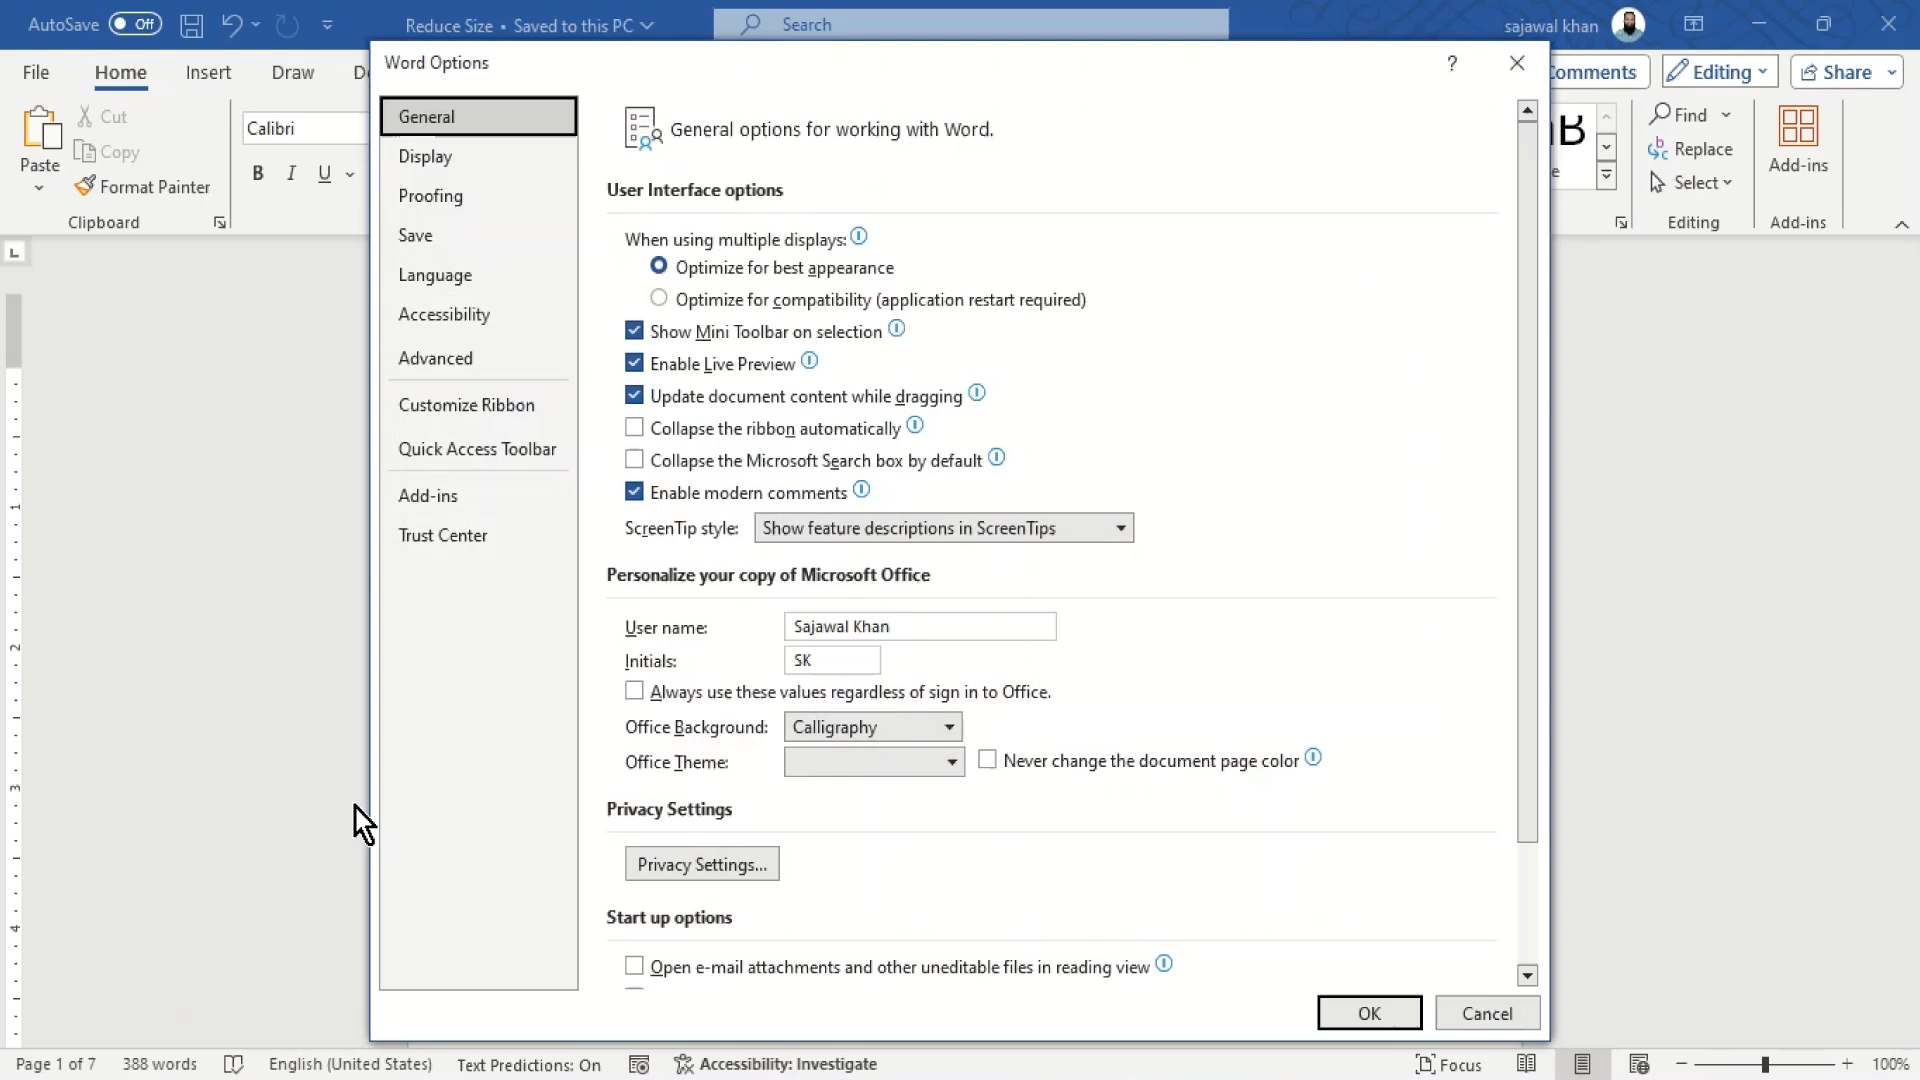 AutoSave Off Reduce Size • Saved to this PC Search sajawal khan
File Home Insert Draw omments Editing Share
Word Options ?
Paste Cut Copy Format Painter Clipboard
Calibri
B I U
Find Replace Select Editing
Add-ins Add-ins
General
Display
Proofing
Save
Language
Accessibility
Advanced
Customize Ribbon
Quick Access Toolbar
Add-ins
Trust Center
General options for working with Word.
User Interface options
When using multiple displays:
Optimize for best appearance
Optimize for compatibility (application restart required)
Show Mini Toolbar on selection
Enable Live Preview
Update document content while dragging
Collapse the ribbon automatically
Collapse the Microsoft Search box by default
Enable modern comments
ScreenTip style: Show feature descriptions in ScreenTips
Personalize your copy of Microsoft Office
User name: Sajawal Khan
Initials: SK
Always use these values regardless of sign in to Office.
Office Background: Calligraphy
Office Theme: Never change the document page color
Privacy Settings
Privacy Settings...
Start up options
Open e-mail attachments and other uneditable files in reading view
OK Cancel
1
2
3
4
Page 1 of 7 388 words English (United States) Text Predictions: On Accessibility: Investigate Focus 100%